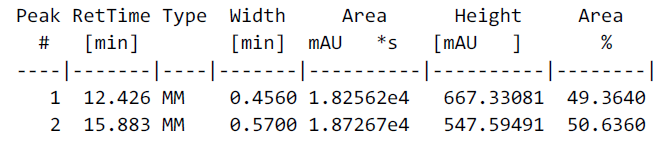 Peak RetTime Type  Width     Area      Height     Area
  #   [min]        [min]  mAU   *s   [mAU   ]      %
----|-------|----|-------|----------|----------|--------|
   1  12.426 MM    0.4560 1.82562e4  667.33081  49.3640
   2  15.883 MM    0.5700 1.87267e4  547.59491  50.6360